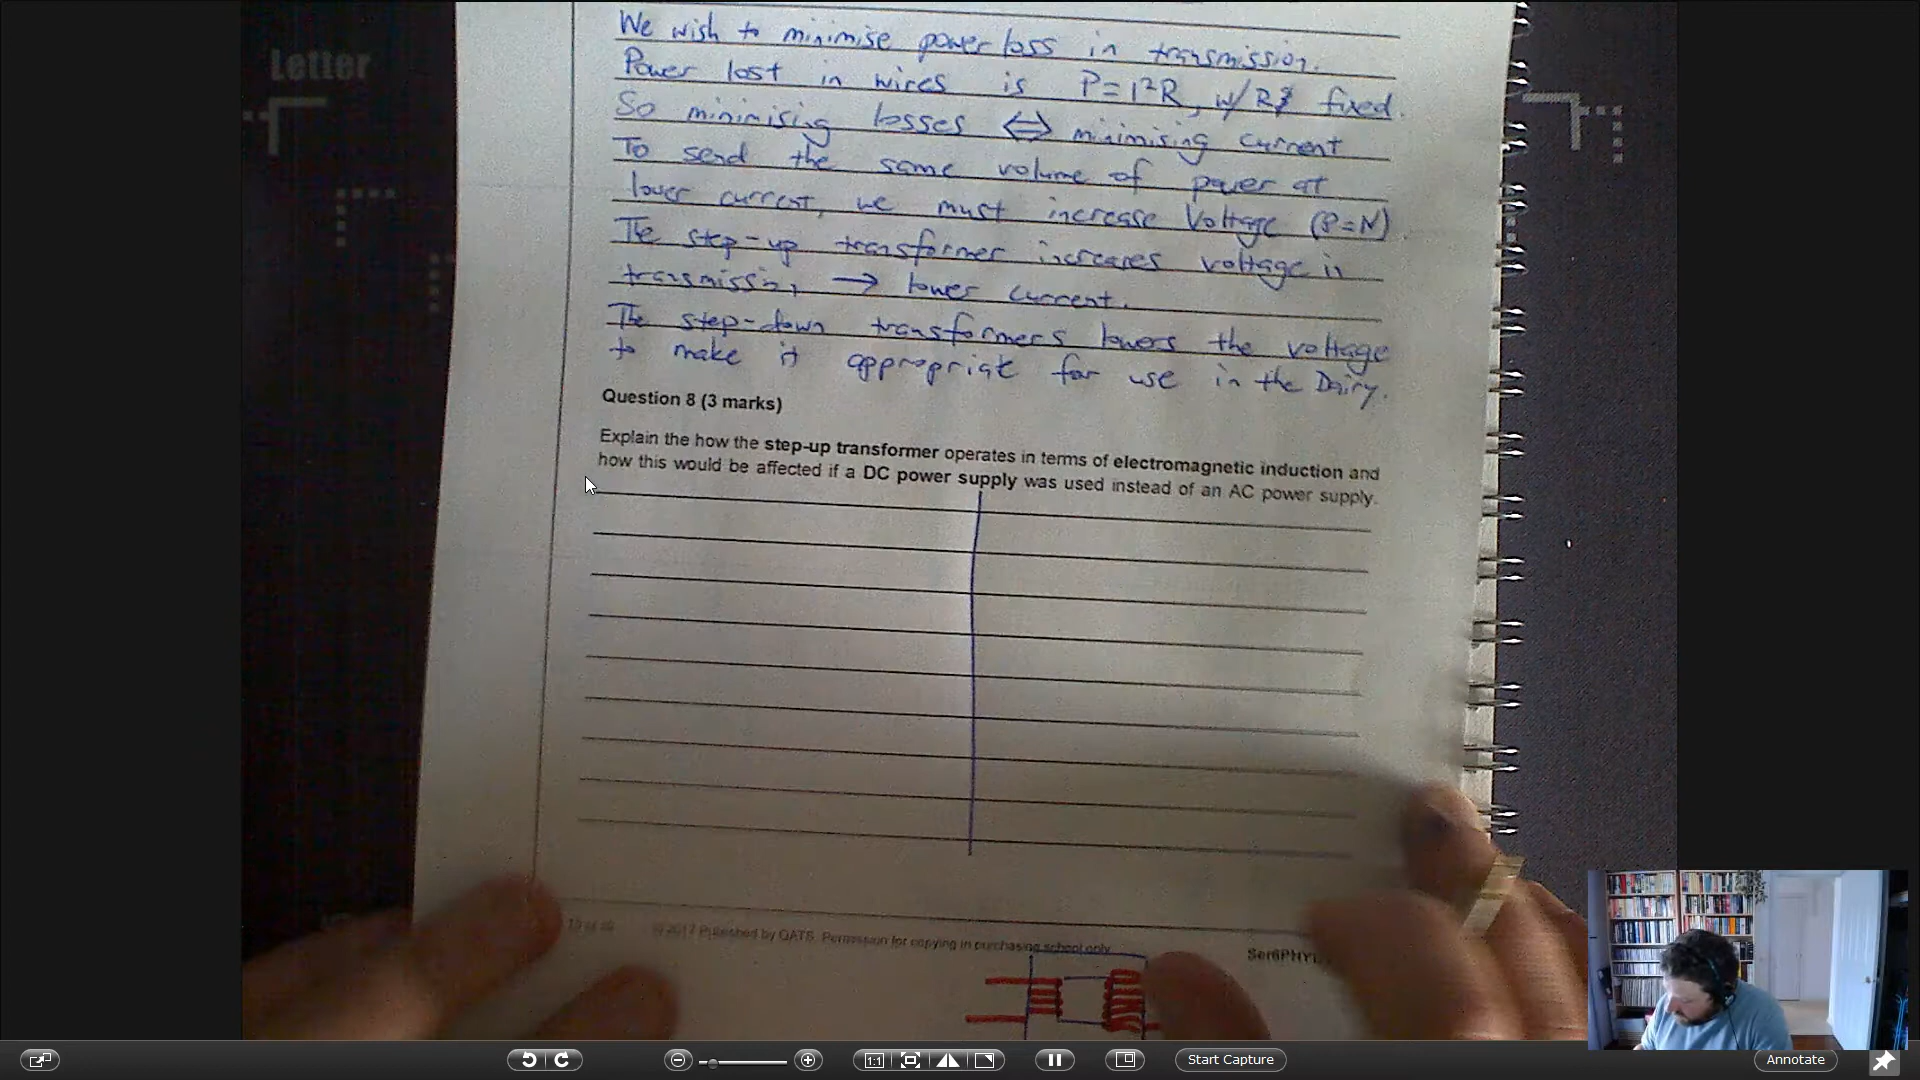 Letter
We wish to minimise power loss in transmission.
Power lost in wires is P=I²R, w/ R fixed.
So minimising losses ⇔ minimising current
To send the same volume of power at
lower current, we must increase Voltage (P=IV).
The step-up transformer increases voltage in
transmission → lower current.
The step-down transformers lowers the voltage
to make it appropriate for use in the Dairy.
Question 8 (3 marks)
Explain the how the step-up transformer operates in terms of electromagnetic induction and
how this would be affected if a DC power supply was used instead of an AC power supply.
© 2017 Published by QATS. Permission for copying in purchasing school only
Ser6PHY
1:1
Start Capture
Annotate